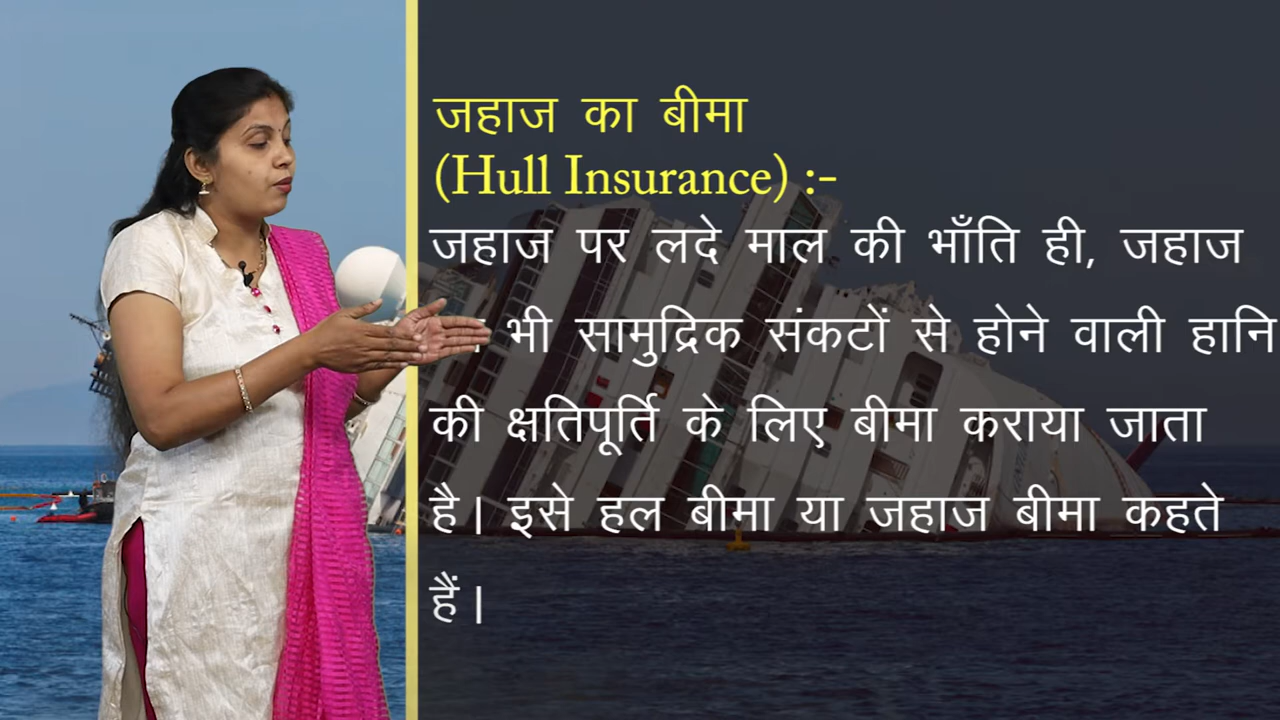 जहाज का बीमा
(Hull Insurance) :-
जहाज पर लदे माल की भाँति ही, जहाज
भी सामुद्रिक संकटों से होने वाली हानि
की क्षतिपूर्ति के लिए बीमा कराया जाता
है। इसे हल बीमा या जहाज बीमा कहते
हैं।